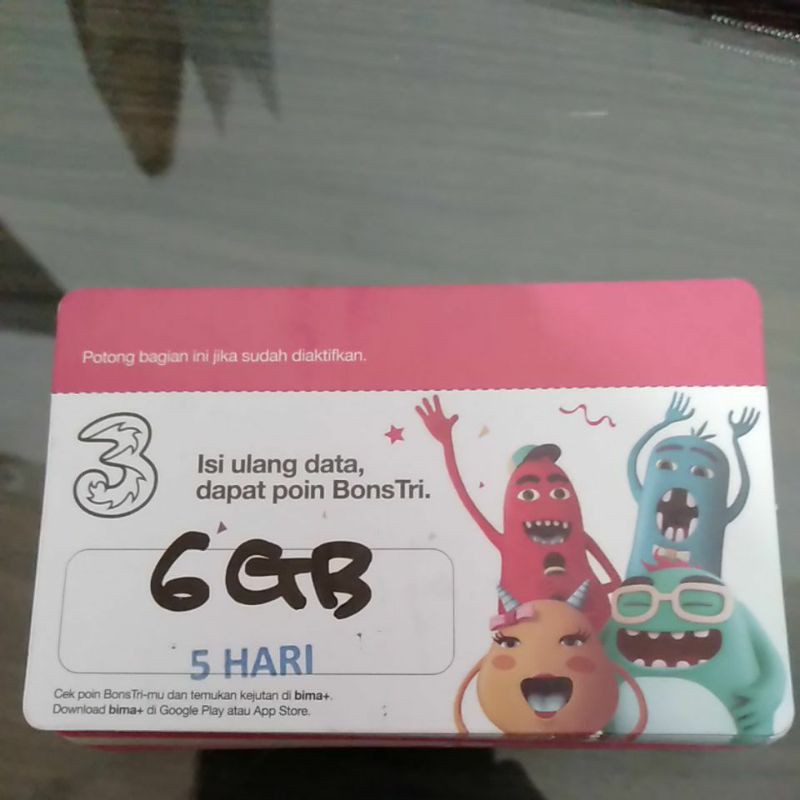 Potong bagian ini jika sudah diaktifkan.
3
Isi ulang data,
dapat poin BonsTri.
6GB
5 HARI
Cek poin BonsTri-mu dan temukan kejutan di bima+.
Download bima+ di Google Play atau App Store.